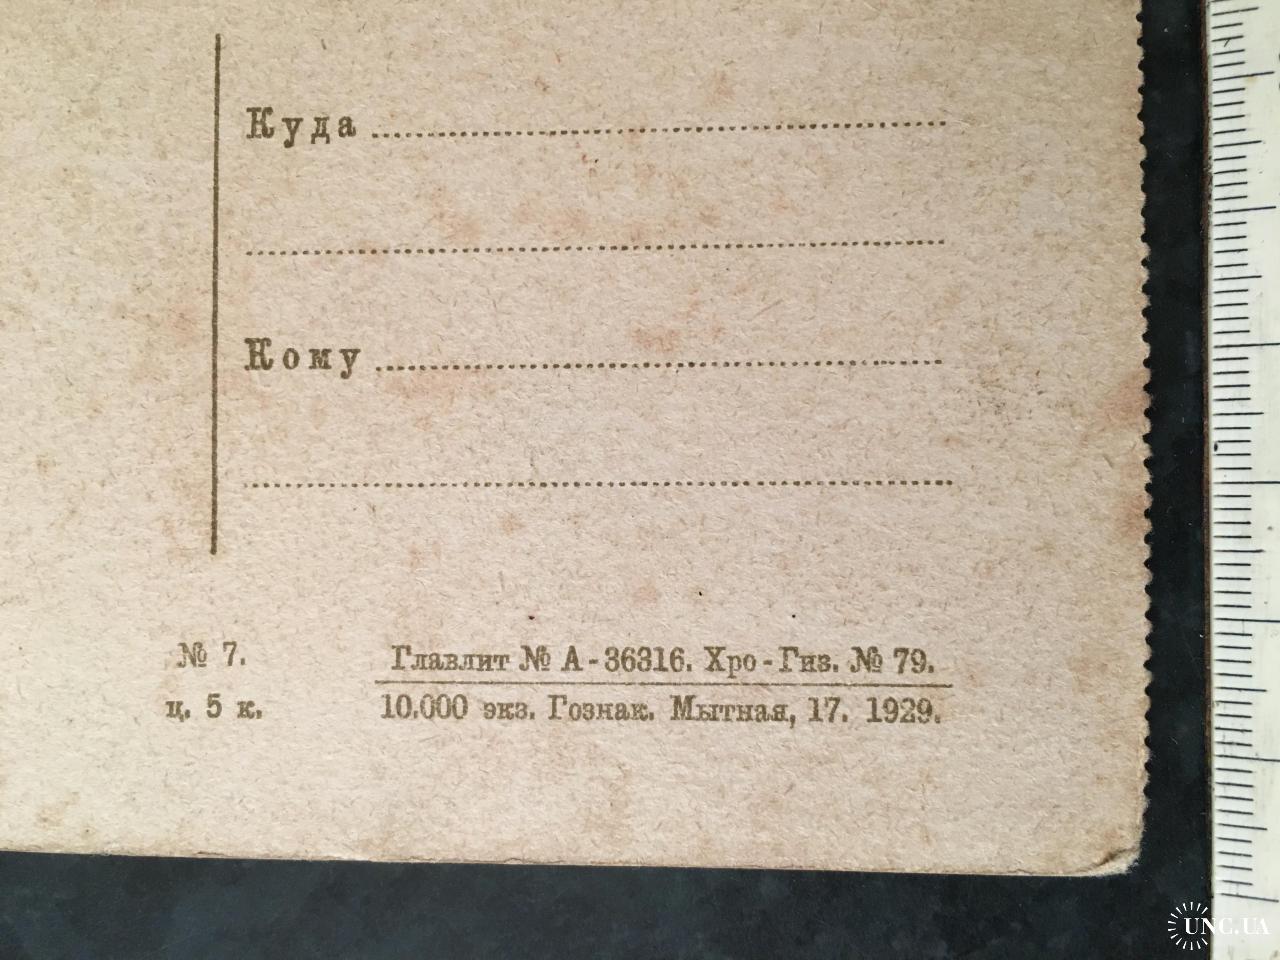 Куда
Кому
№ 7.
Главлит № А-36316. Хро-Гиз. № 79.
ц. 5 к.
10.000 экз. Гознак. Мытная, 17. 1929.
UNC.UA